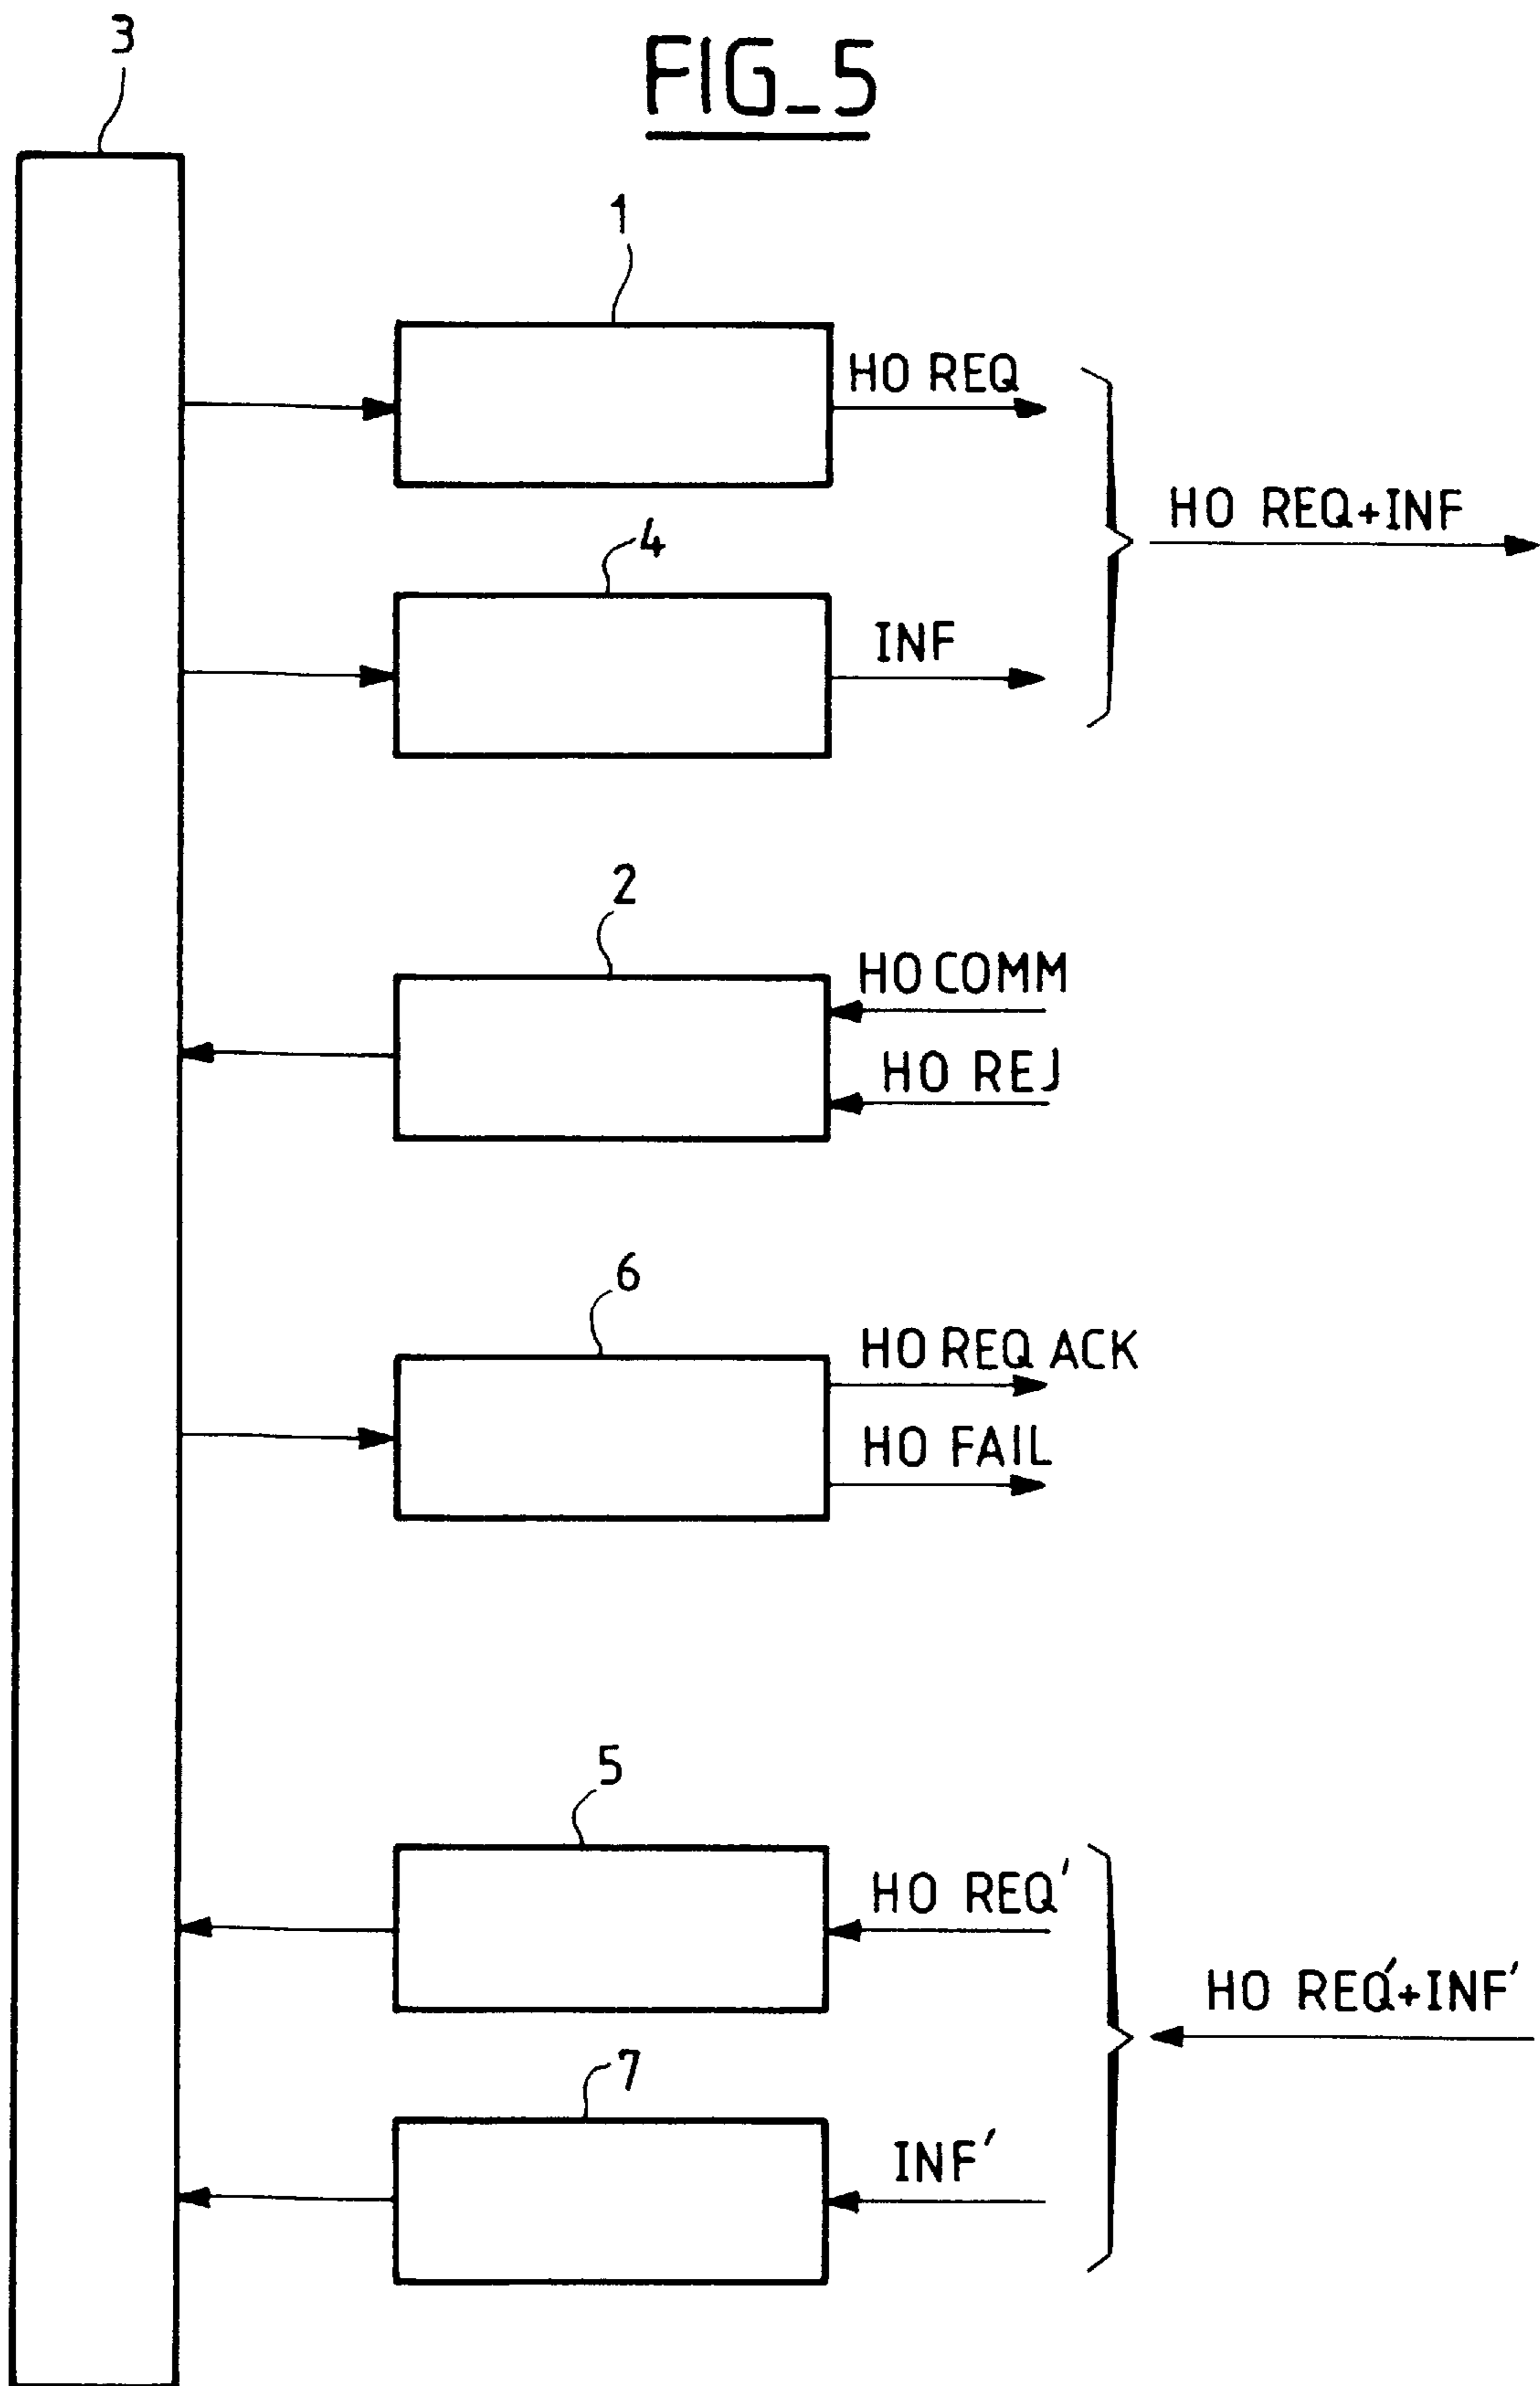 3
FIG_5
1
HO REQ
HO REQ+INF
4
INF
2
HO COMM
HO REJ
6
HO REQ ACK
HO FAIL
5
HO REQ'
HO REQ'+INF'
7
INF'